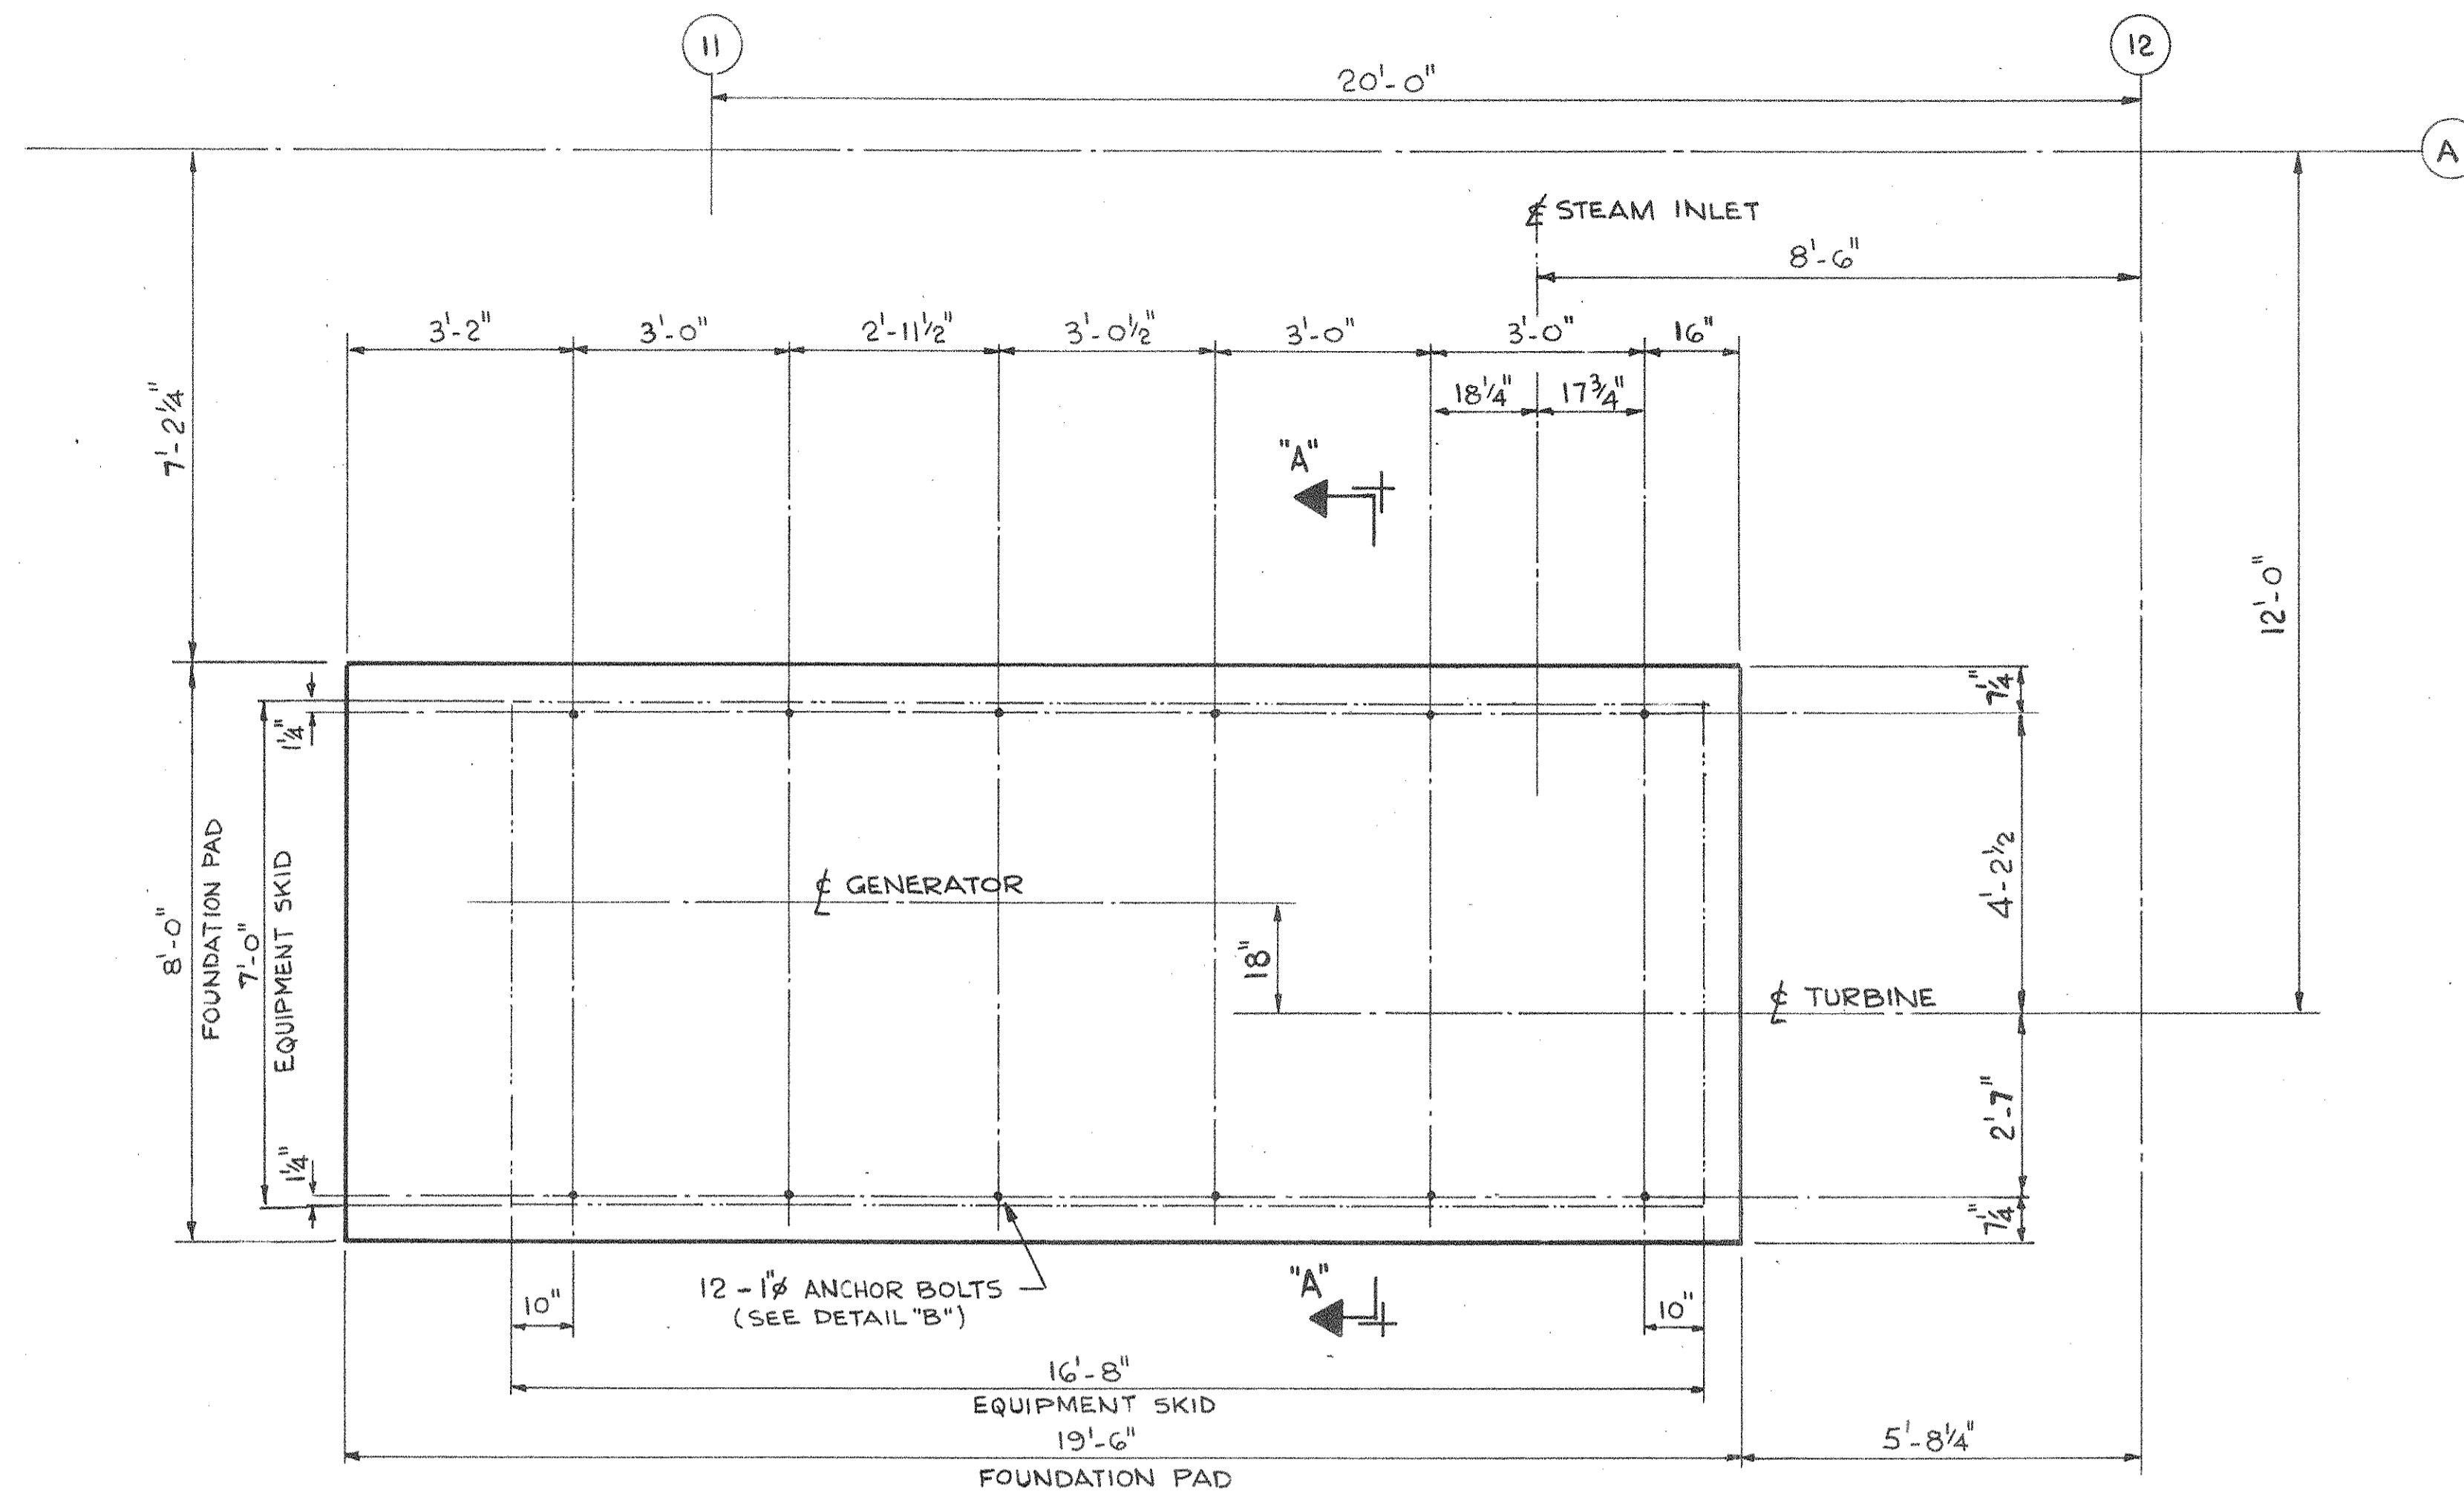 11
12
20'-0"
A
℄ STEAM INLET
8'-6"
3'-2"
3'-0"
2'-11½"
3'-0½"
3'-0"
3'-0"
16"
18¼"
17¾"
7'-2¼"
"A"
12'-0"
1¼"
7¼"
8'-0"
FOUNDATION PAD
7'-0"
EQUIPMENT SKID
℄ GENERATOR
18"
4'-2½
℄ TURBINE
2'-7"
1¼"
7¼"
12 - 1"⌀ ANCHOR BOLTS
(SEE DETAIL "B")
"A"
10"
10"
16'-8"
EQUIPMENT SKID
19'-6"
FOUNDATION PAD
5'-8¼"